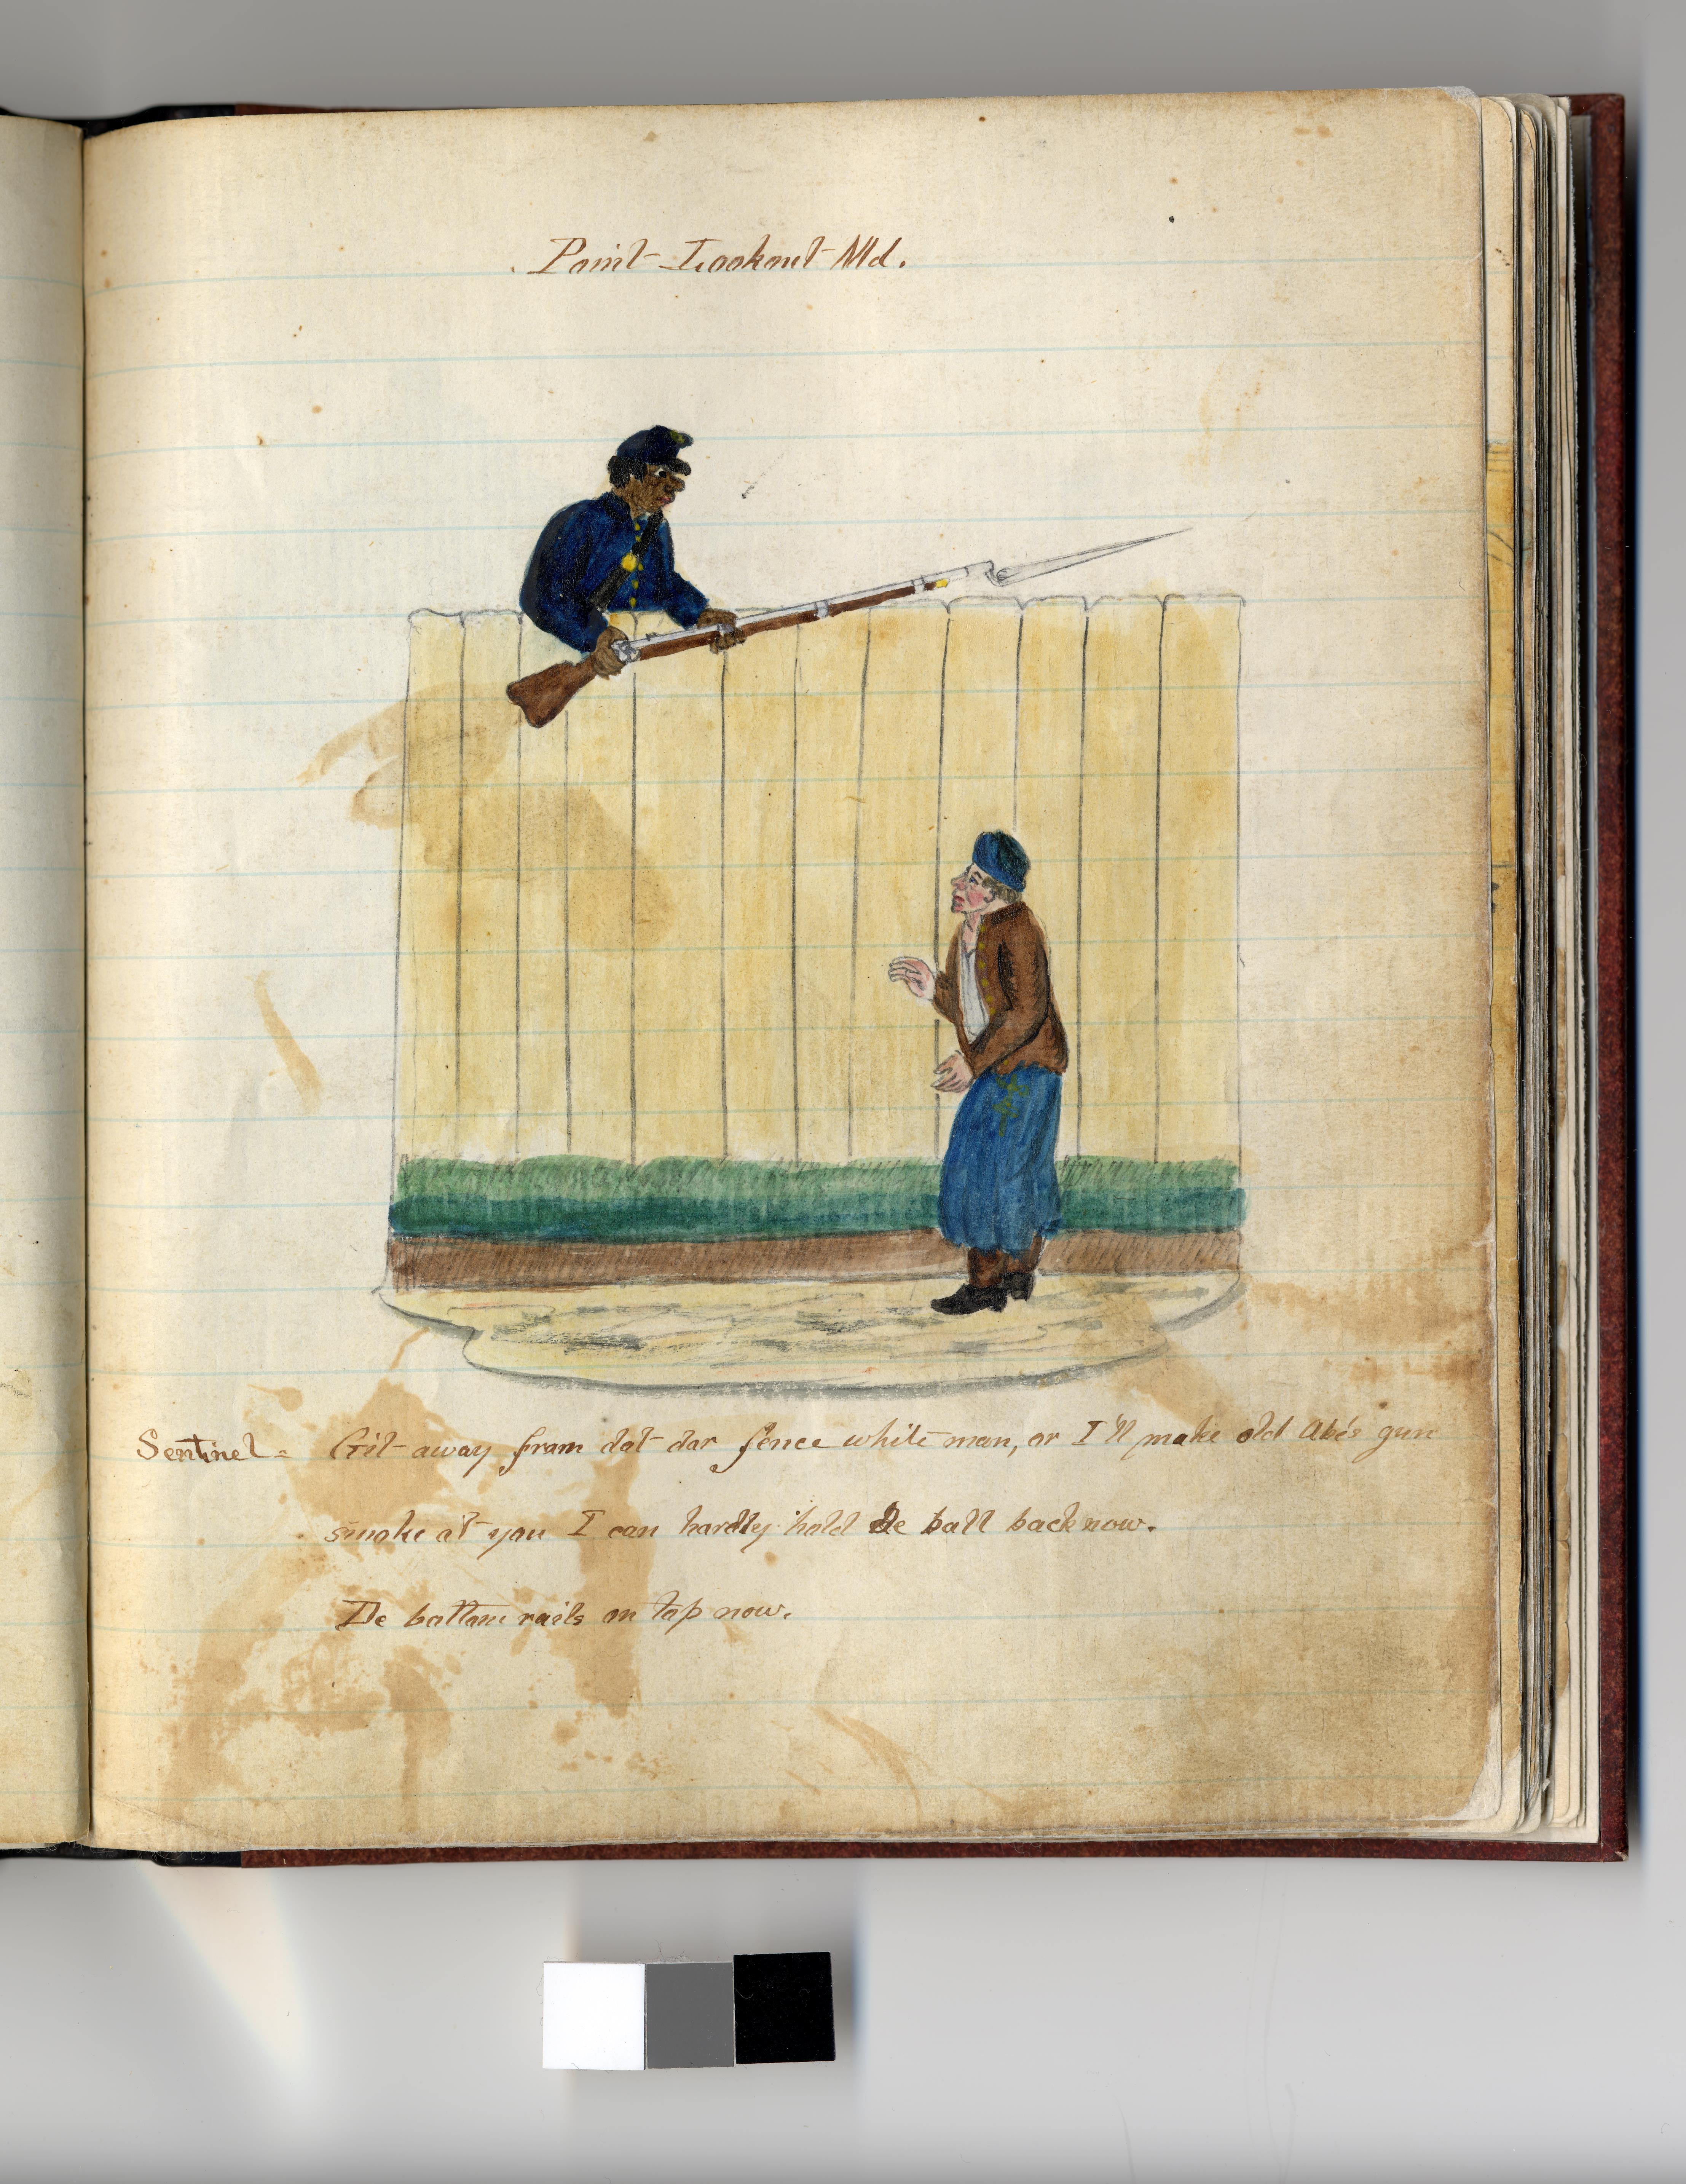 Point Lookout Md.
Sentinel = Git away from dat dar fence white man, or I'll make old Abe's gun
smoke at you I can hardly hold de ball back now.
De bottom rails on top now.